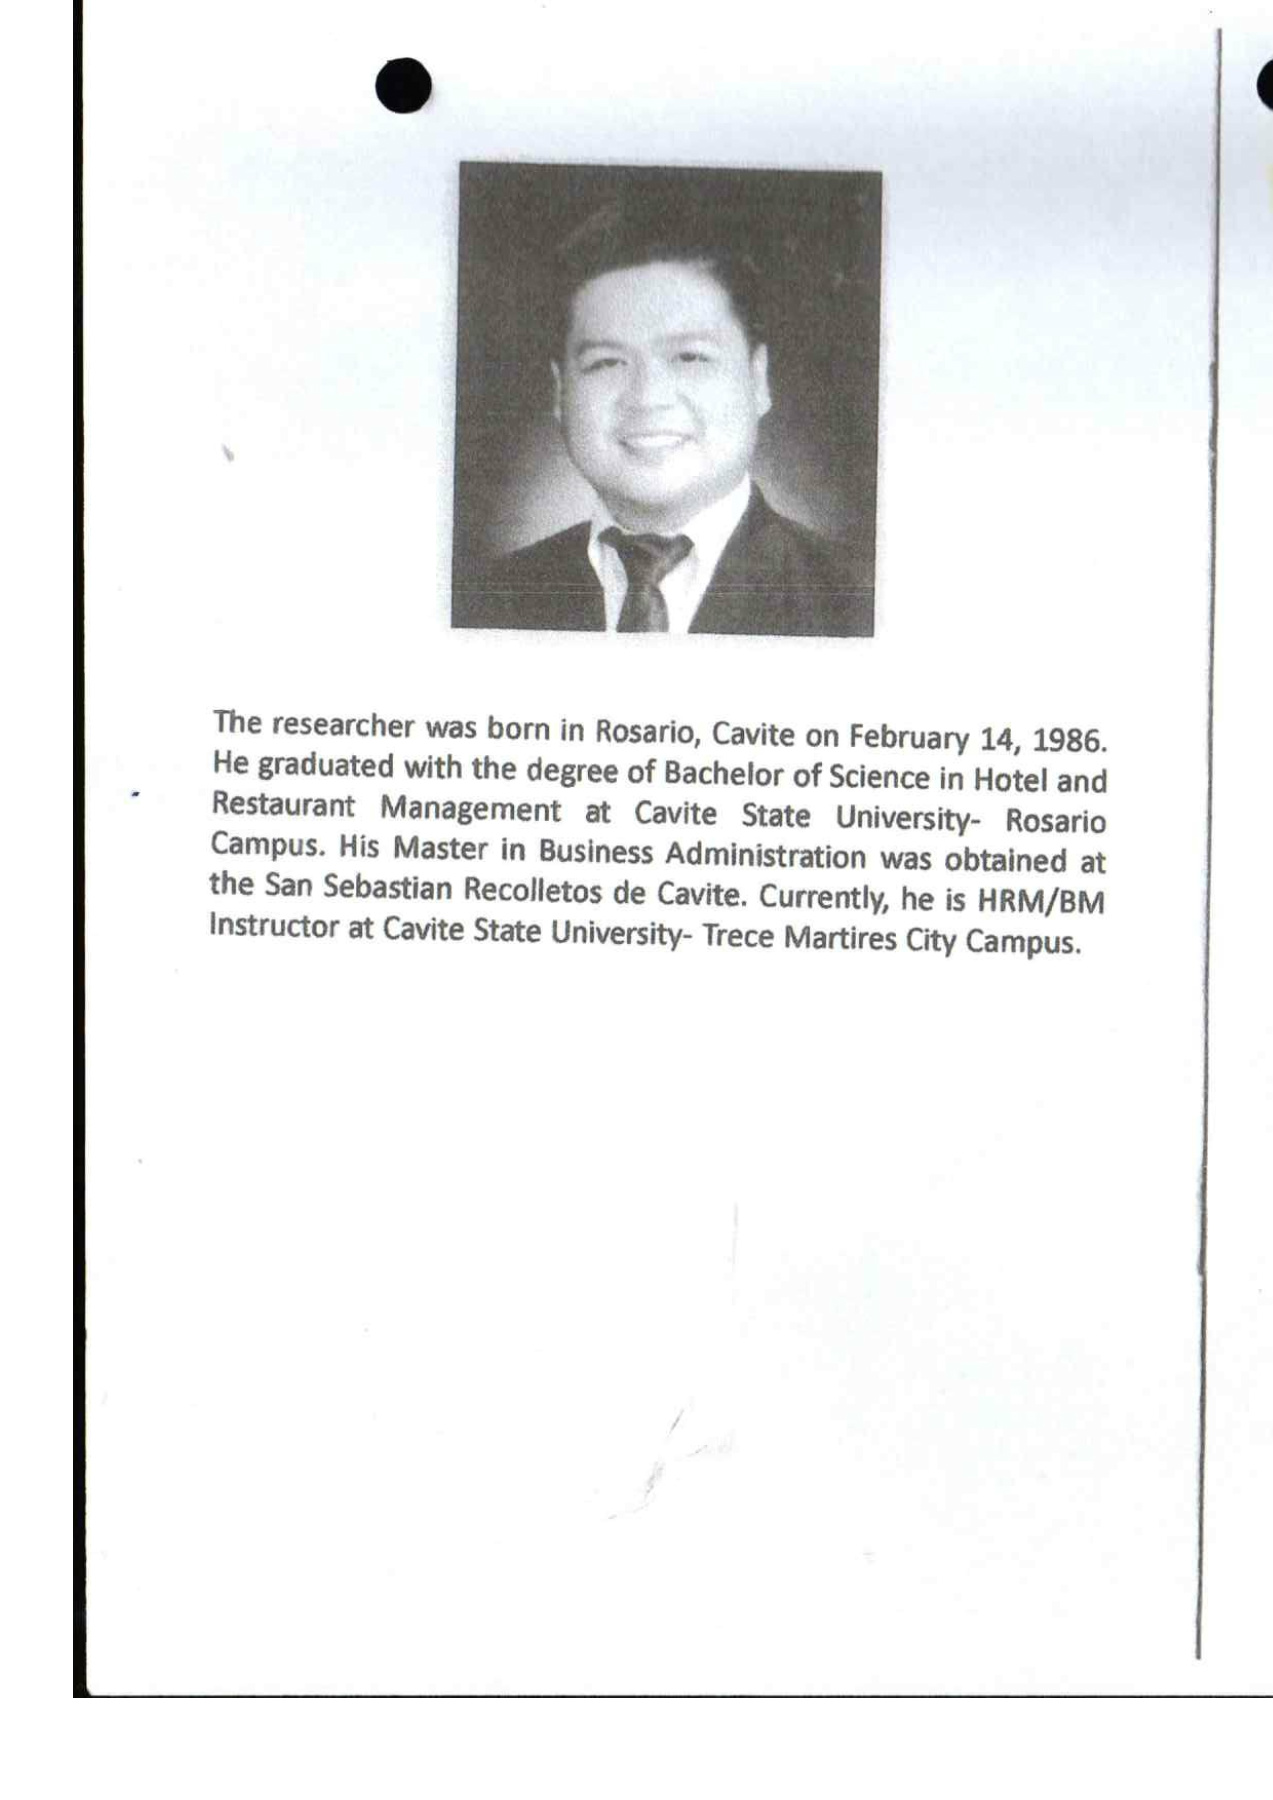 The researcher was born in Rosario, Cavite on February 14, 1986.
He graduated with the degree of Bachelor of Science in Hotel and
Restaurant Management at Cavite State University- Rosario
Campus. His Master in Business Administration was obtained at
the San Sebastian Recolletos de Cavite. Currently, he is HRM/BM
Instructor at Cavite State University- Trece Martires City Campus.